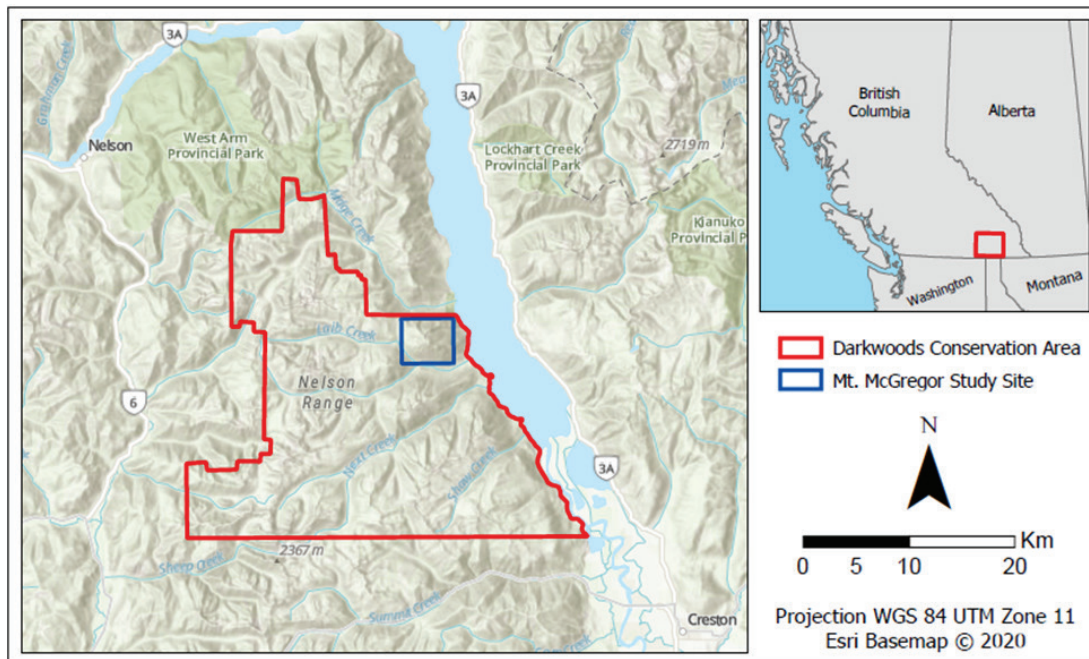 3A
3A
Grohman Creek
Nelson
West Arm
Provincial Park
Lockhart Creek
Provincial Park
2719 m
Kianuko
Provincial P
Midge Creek
Laib Creek
Nelson
Range
6
Next Creek
3A
2367 m
Sheep Creek
Summit Creek
Creston
British
Columbia
Alberta
Washington
Montana
Darkwoods Conservation Area
Mt. McGregor Study Site
N
Km
0 5 10 20
Projection WGS 84 UTM Zone 11
Esri Basemap © 2020